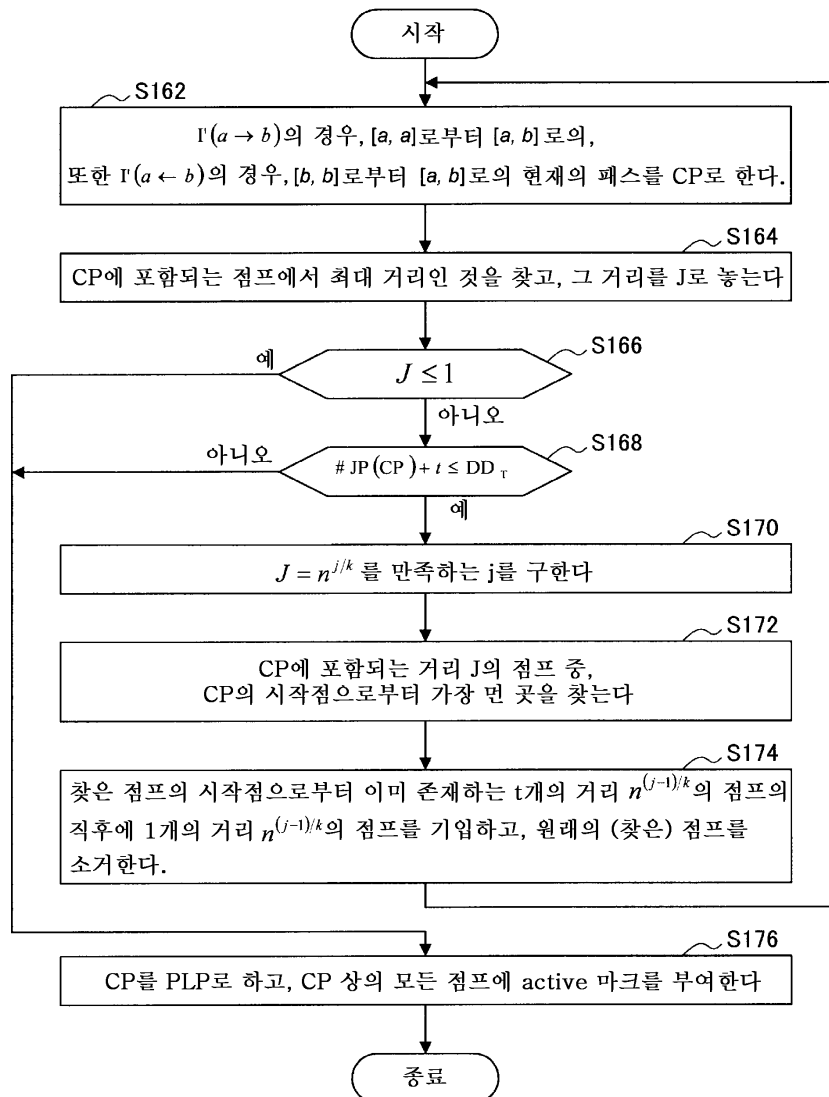 시작
S162
I'(a → b)의 경우, [a, a]로부터 [a, b]로의,
또한 I'(a ← b)의 경우, [b, b]로부터 [a, b]로의 현재의 패스를 CP로 한다.
S164
CP에 포함되는 점프에서 최대 거리인 것을 찾고, 그 거리를 J로 놓는다
S166
예
J ≤ 1
아니오
S168
아니오
# JP(CP) + t ≤ DD_T
예
S170
J = n^{j/k} 를 만족하는 j를 구한다
S172
CP에 포함되는 거리 J의 점프 중,
CP의 시작점으로부터 가장 먼 곳을 찾는다
S174
찾은 점프의 시작점으로부터 이미 존재하는 t개의 거리 n^{(j-1)/k}의 점프의
직후에 1개의 거리 n^{(j-1)/k}의 점프를 기입하고, 원래의 (찾은) 점프를
소거한다.
S176
CP를 PLP로 하고, CP 상의 모든 점프에 active 마크를 부여한다
종료